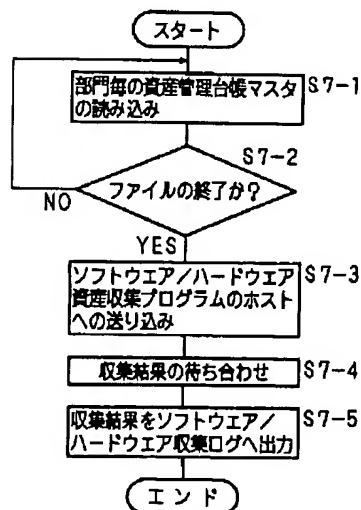 スタート
部門毎の資産管理台帳マスタ
の読み込み
S7-1
S7-2
ファイルの終了か?
NO
YES
ソフトウェア/ハードウェア
資産収集プログラムのホスト
への送り込み
S7-3
収集結果の待ち合わせ
S7-4
収集結果をソフトウェア/
ハードウェア収集ログへ出力
S7-5
エンド